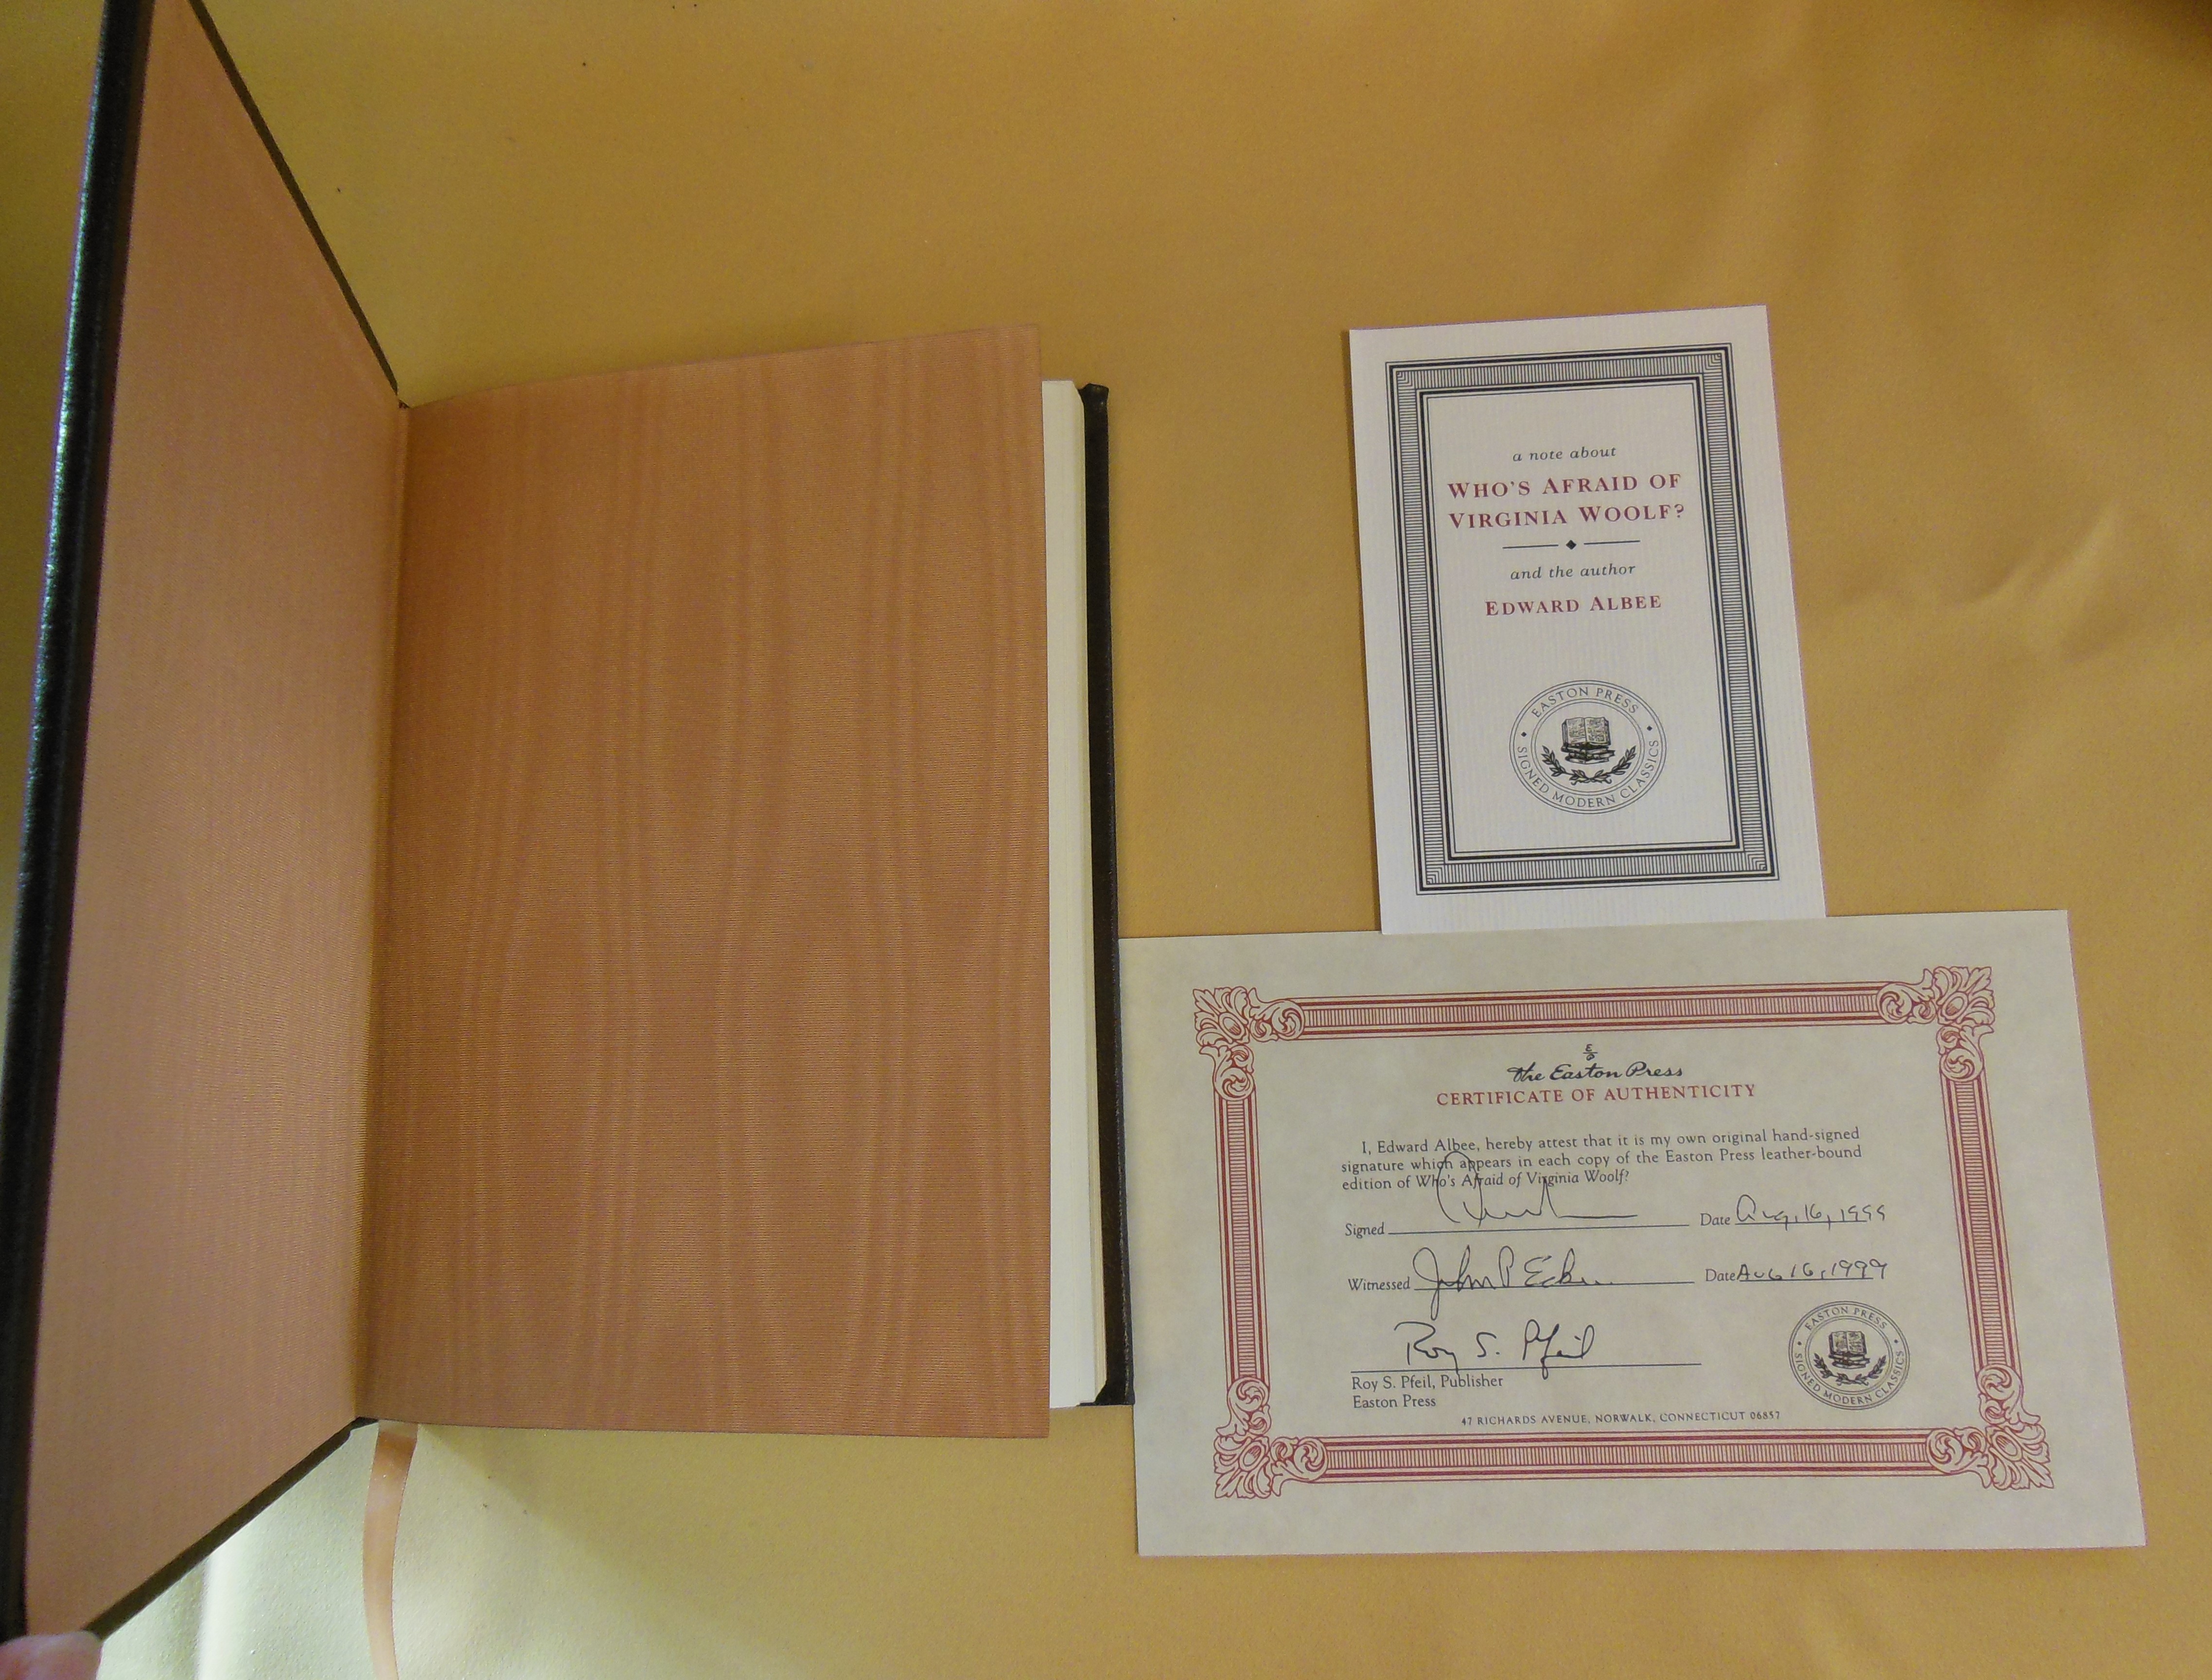 a note about
WHO'S AFRAID OF
VIRGINIA WOOLF?
and the author
EDWARD ALBEE
EASTON PRESS
SIGNED MODERN CLASSICS
the Easton Press
CERTIFICATE OF AUTHENTICITY
I, Edward Albee, hereby attest that it is my own original hand-signed
signature which appears in each copy of the Easton Press leather-bound
edition of Who's Afraid of Virginia Woolf?
Signed Date Aug, 16, 1999
Witnessed John P Date Aug 16, 1999
Roy S. Pfeil
Roy S. Pfeil, Publisher
Easton Press
EASTON PRESS
SIGNED MODERN CLASSICS
47 RICHARDS AVENUE, NORWALK, CONNECTICUT 06857